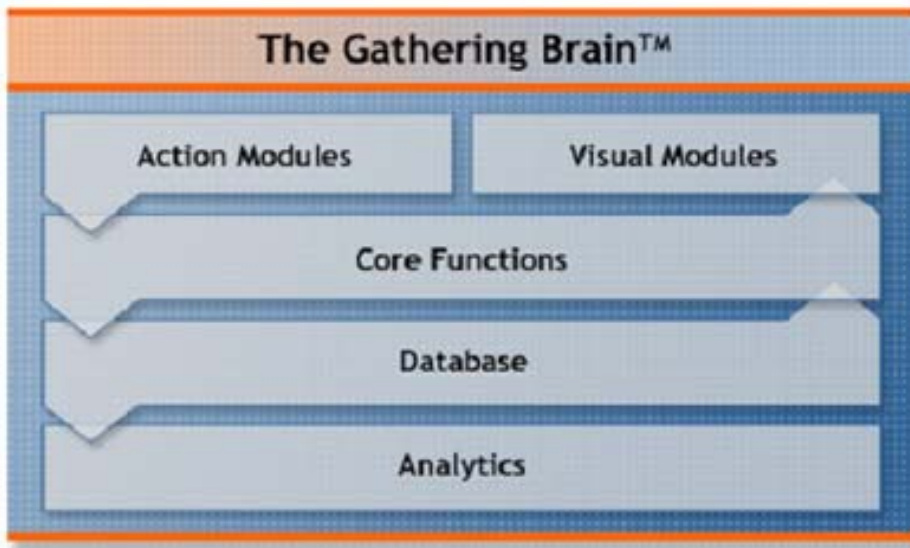 The Gathering Brain™
Action Modules
Visual Modules
Core Functions
Database
Analytics